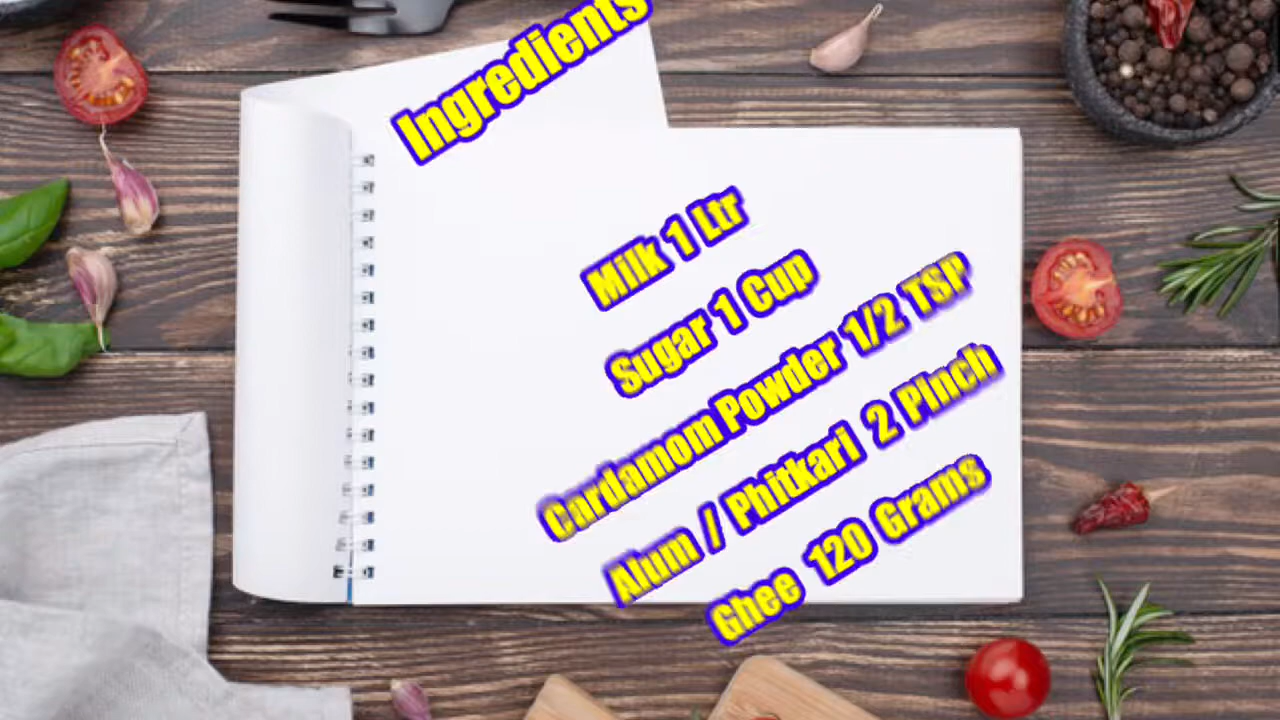 Ingredients
Milk 1 Ltr
Sugar 1 Cup
Cardamom Powder 1/2 TSP
Alum / Phitkari 2 Pinch
Ghee 120 Grams